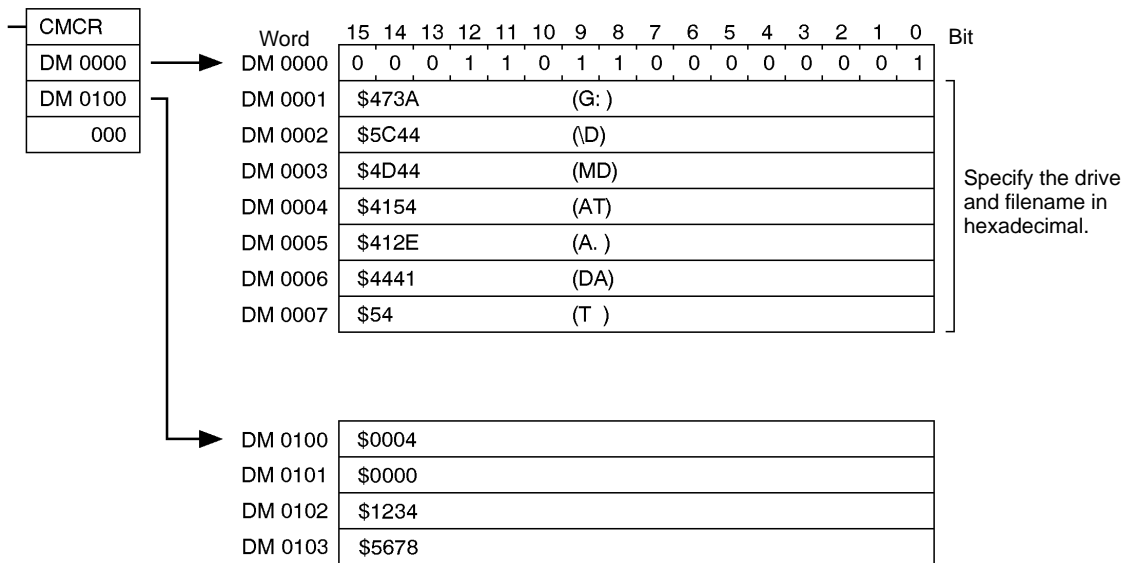 CMCR
DM 0000
DM 0100
000
Word 15 14 13 12 11 10 9 8 7 6 5 4 3 2 1 0 Bit
DM 0000 0 0 0 1 1 0 1 1 0 0 0 0 0 0 0 1
DM 0001 $473A (G: )
DM 0002 $5C44 (\D)
DM 0003 $4D44 (MD)
DM 0004 $4154 (AT)
DM 0005 $412E (A. )
DM 0006 $4441 (DA)
DM 0007 $54 (T )
Specify the drive
and filename in
hexadecimal.
DM 0100 $0004
DM 0101 $0000
DM 0102 $1234
DM 0103 $5678